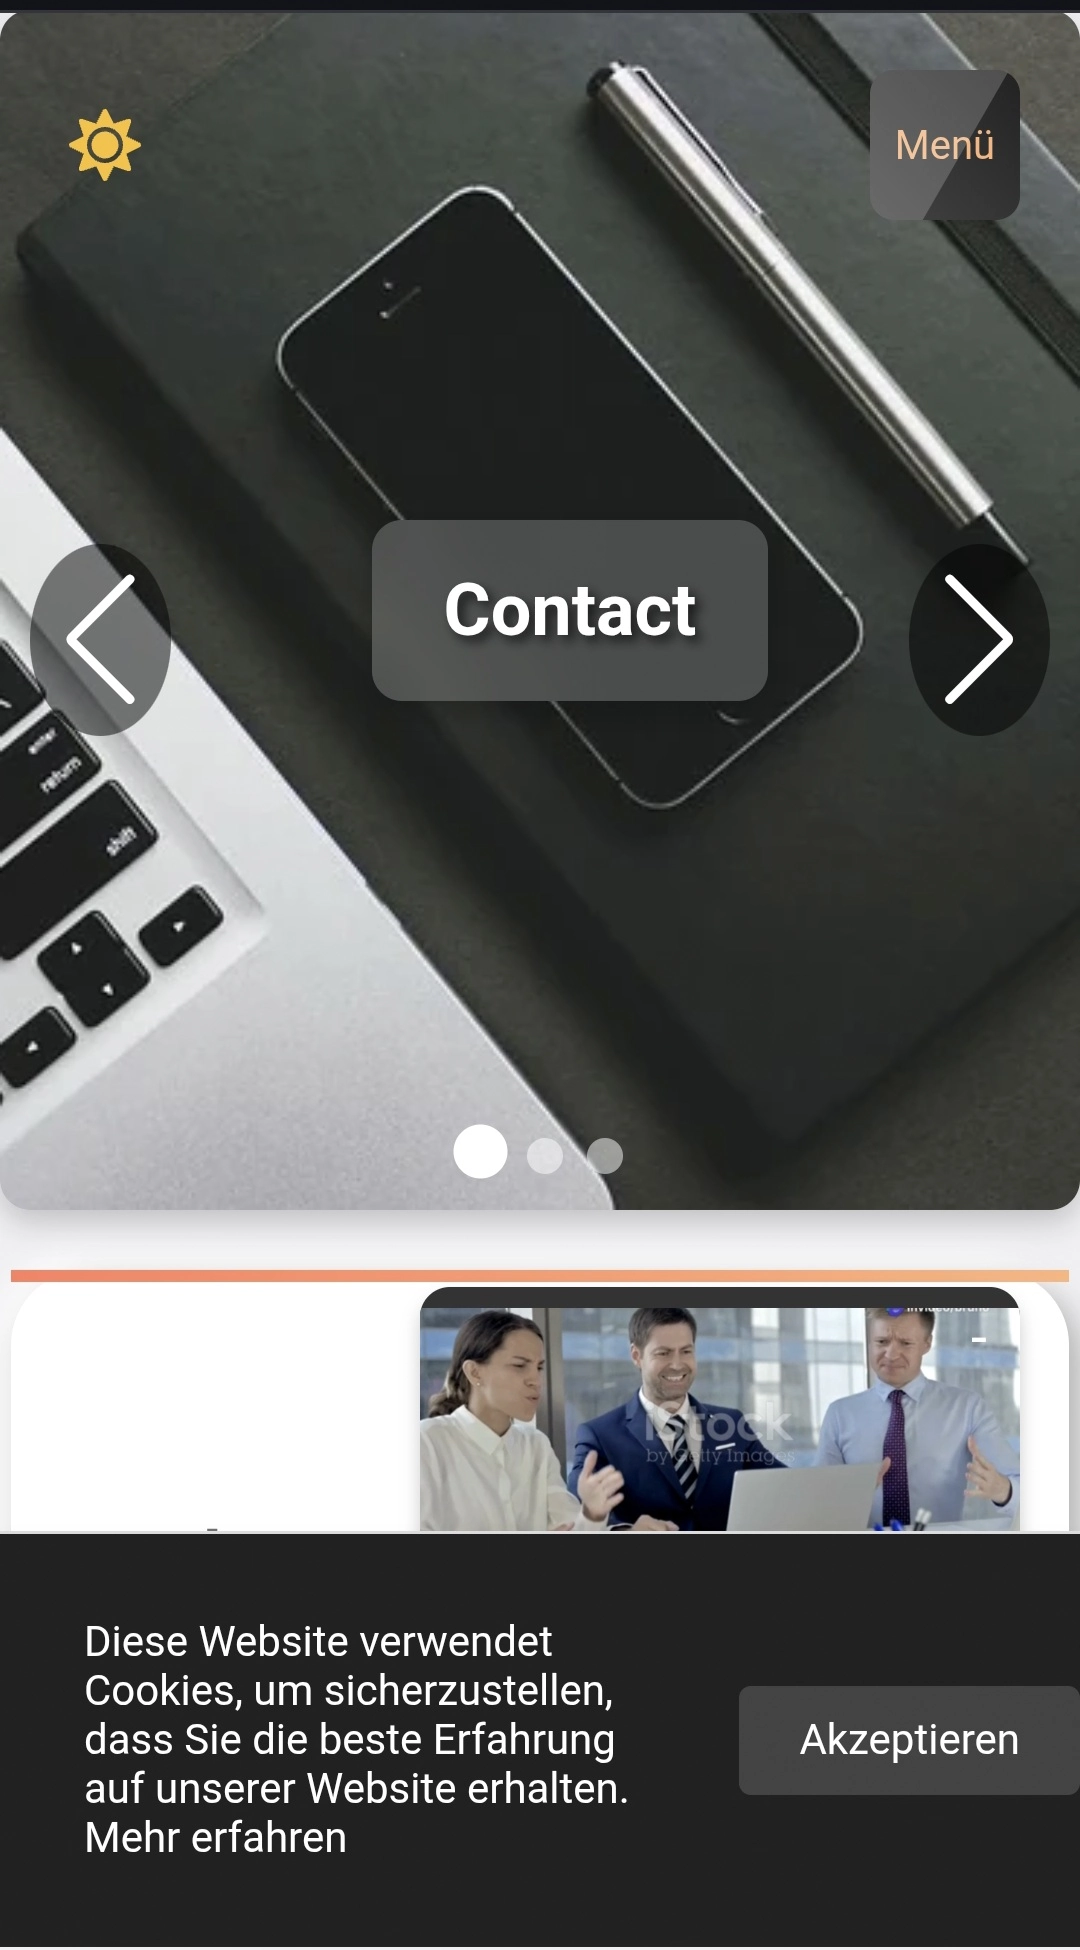 Menü
Contact
enter
return
shift
iStock
by Getty Images
Diese Website verwendet
Cookies, um sicherzustellen,
dass Sie die beste Erfahrung
auf unserer Website erhalten.
Mehr erfahren
Akzeptieren